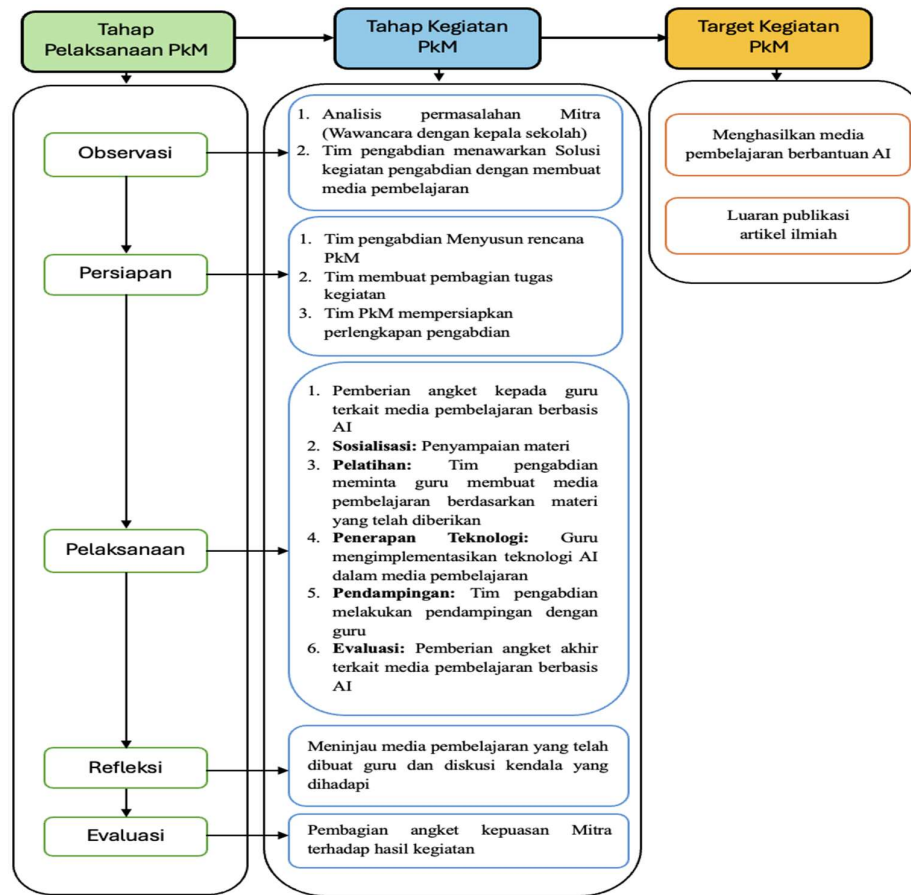 Tahap
Pelaksanaan PkM
Tahap Kegiatan
PkM
Target Kegiatan
PkM
Observasi
1. Analisis permasalahan Mitra
(Wawancara dengan kepala sekolah)
2. Tim pengabdian menawarkan Solusi
kegiatan pengabdian dengan membuat
media pembelajaran
Menghasilkan media
pembelajaran berbantuan AI
Luaran publikasi
artikel ilmiah
Persiapan
1. Tim pengabdian Menyusun rencana
PkM
2. Tim membuat pembagian tugas
kegiatan
3. Tim PkM mempersiapkan
perlengkapan pengabdian
Pelaksanaan
1. Pemberian angket kepada guru
terkait media pembelajaran berbasis
AI
2. Sosialisasi: Penyampaian materi
3. Pelatihan: Tim pengabdian
meminta guru membuat media
pembelajaran berdasarkan materi
yang telah diberikan
4. Penerapan Teknologi: Guru
mengimplementasikan teknologi AI
dalam media pembelajaran
5. Pendampingan: Tim pengabdian
melakukan pendampingan dengan
guru
6. Evaluasi: Pemberian angket akhir
terkait media pembelajaran berbasis
AI
Refleksi
Meninjau media pembelajaran yang telah
dibuat guru dan diskusi kendala yang
dihadapi
Evaluasi
Pembagian angket kepuasan Mitra
terhadap hasil kegiatan